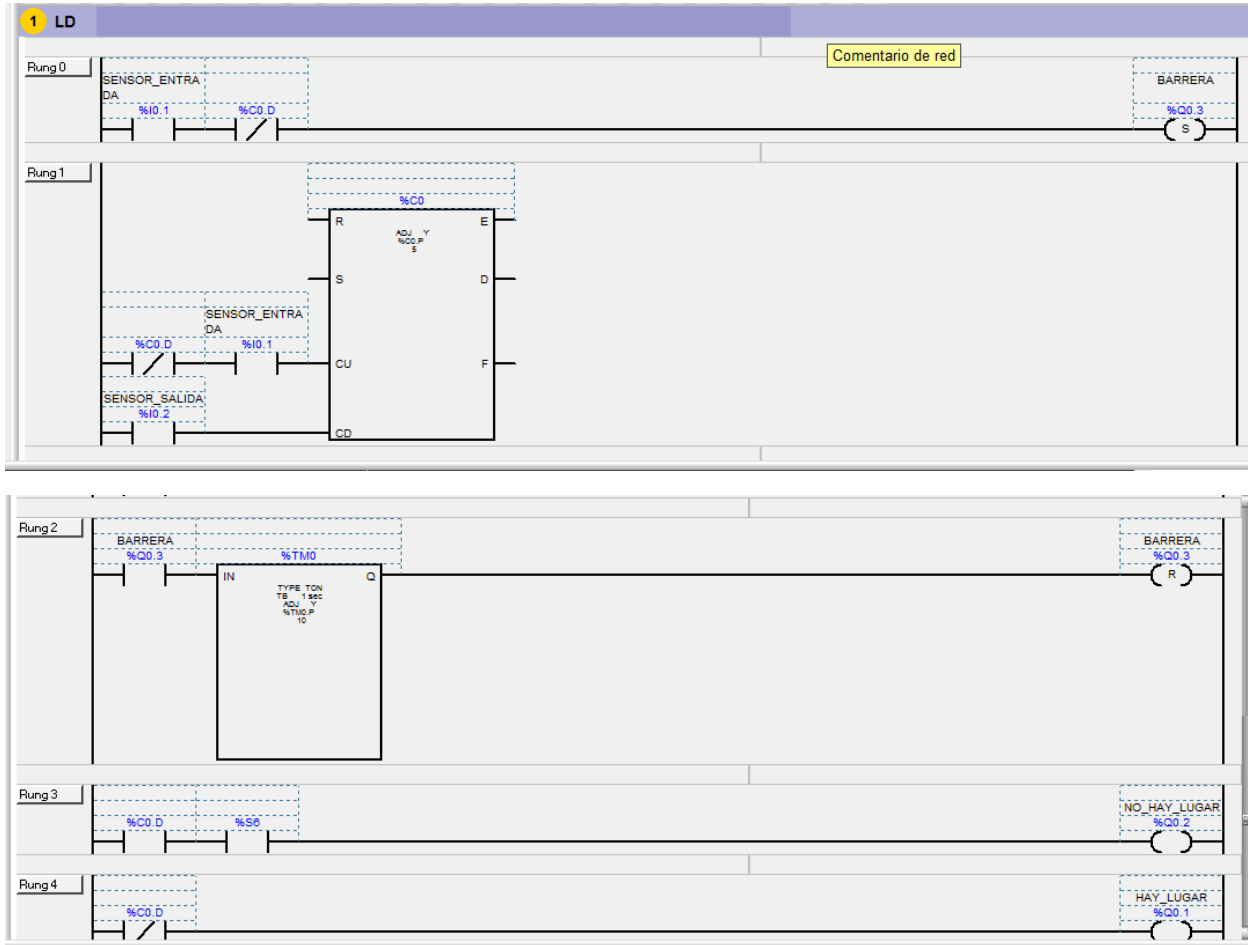 1 LD
Comentario de red
Rung 0
SENSOR_ENTRA
DA
%I0.1
%C0.D
BARRERA
%Q0.3
S
Rung 1
%C0
R
E
ADJ Y
%C0.P
5
S
D
SENSOR_ENTRA
DA
%C0.D
%I0.1
CU
F
SENSOR_SALIDA
%I0.2
CD
Rung 2
BARRERA
%Q0.3
%TM0
IN
Q
TYPE TON
TB 1 sec
ADJ Y
%TM0.P
10
BARRERA
%Q0.3
R
Rung 3
%C0.D
%S6
NO_HAY_LUGAR
%Q0.2
Rung 4
%C0.D
HAY_LUGAR
%Q0.1